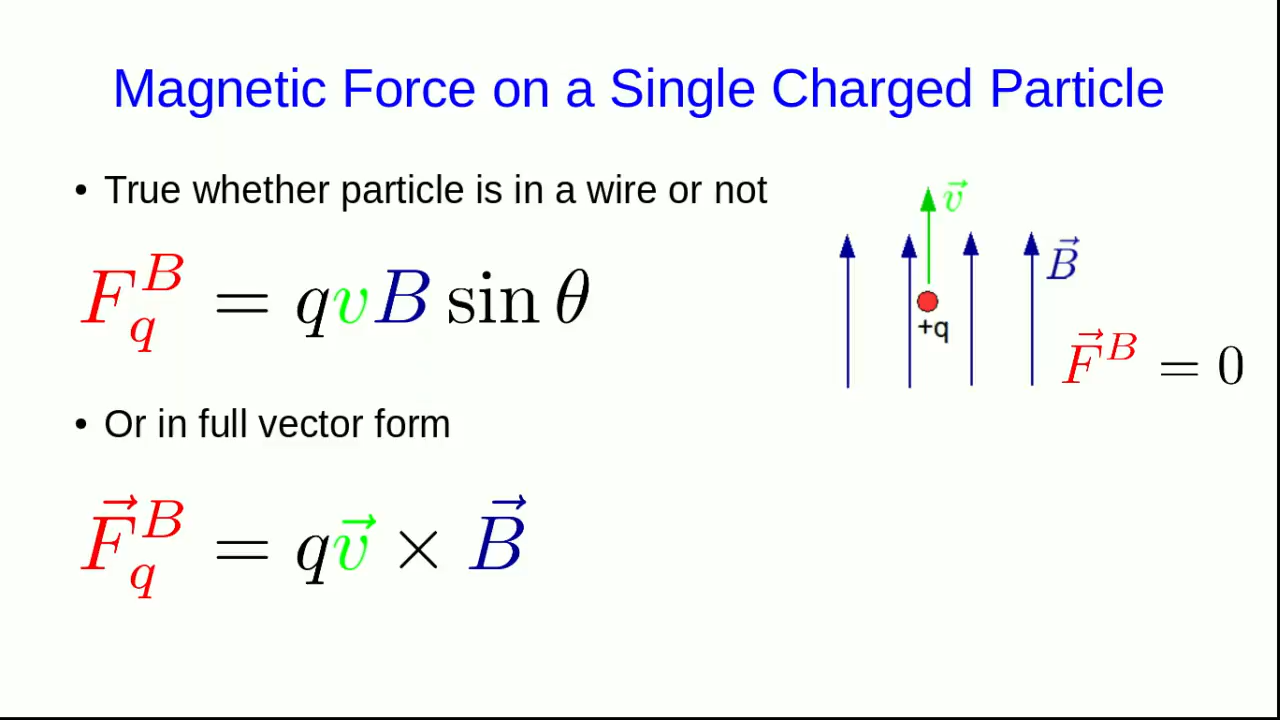 Magnetic Force on a Single Charged Particle
• True whether particle is in a wire or not
F_q^B = qvB sin θ
v⃗
B⃗
+q
F⃗^B = 0
• Or in full vector form
F⃗_q^B = qv⃗ × B⃗